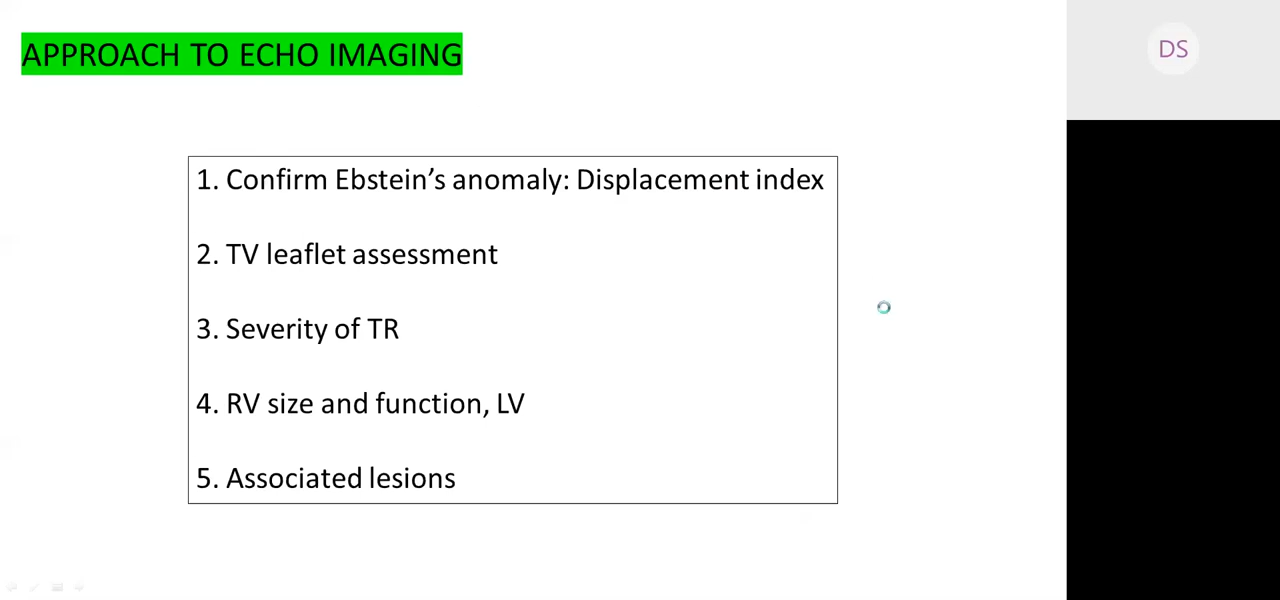 APPROACH TO ECHO IMAGING
DS
1. Confirm Ebstein’s anomaly: Displacement index
2. TV leaflet assessment
3. Severity of TR
4. RV size and function, LV
5. Associated lesions